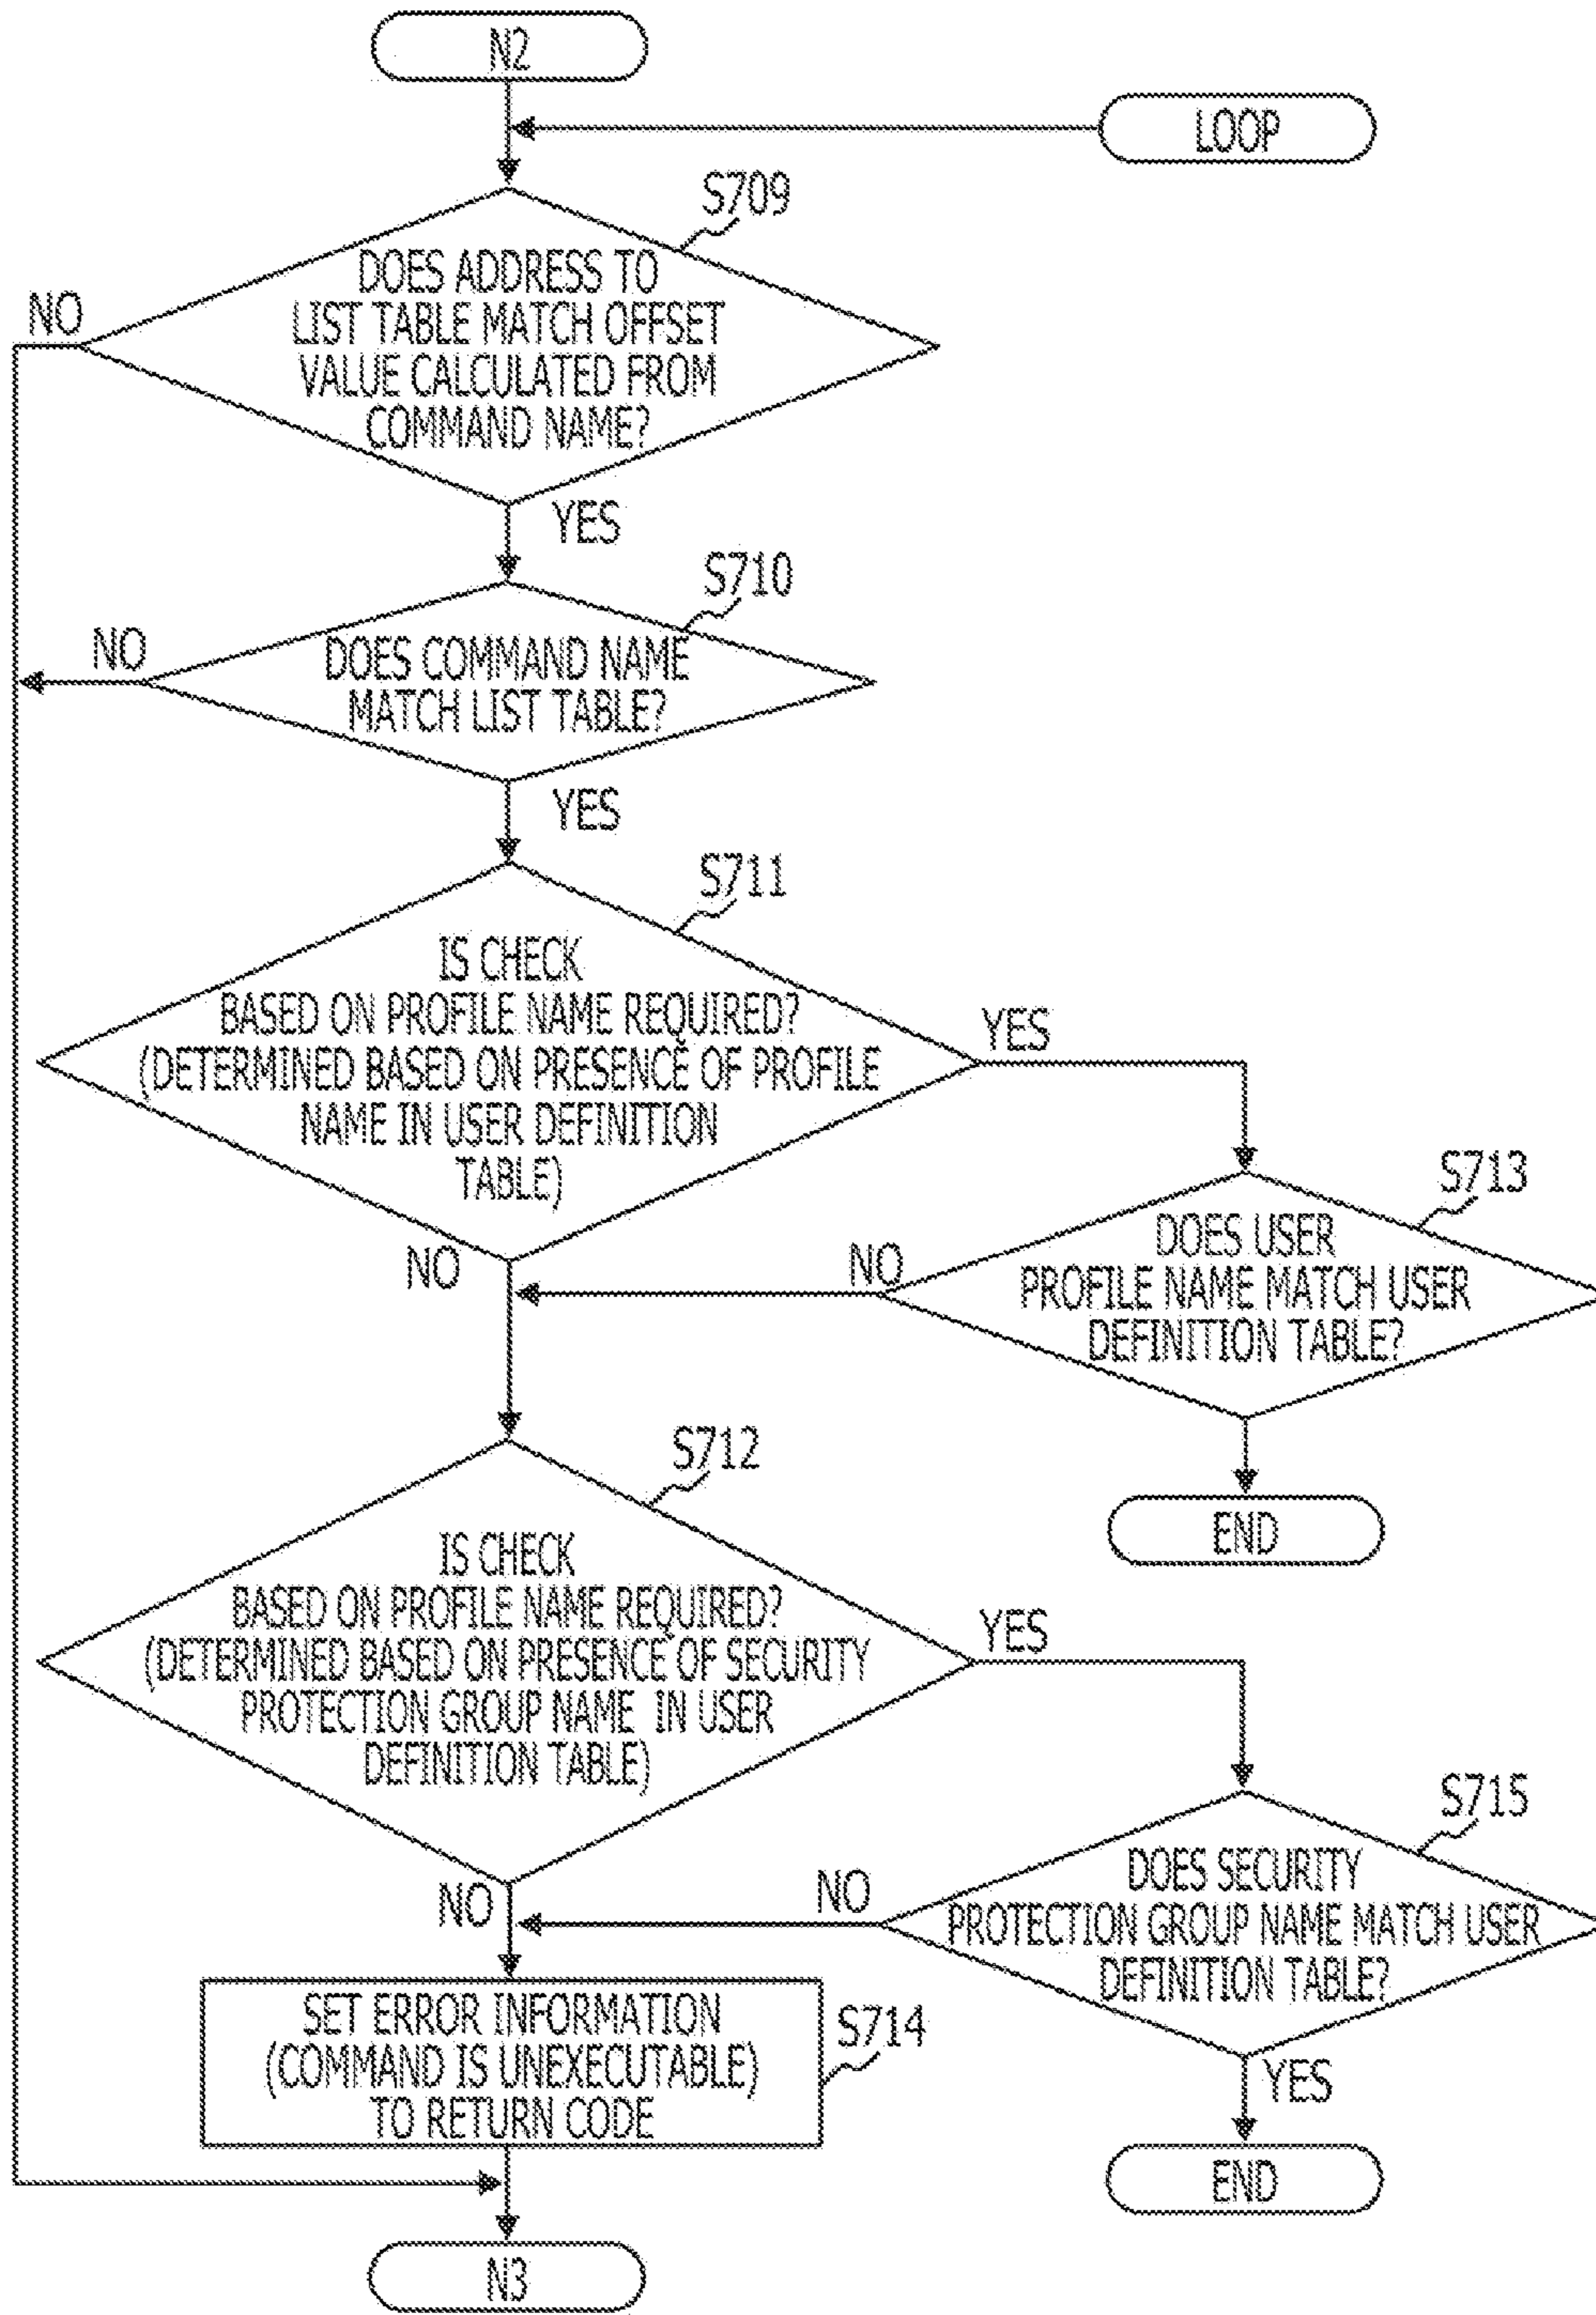 N2
LOOP
S709
DOES ADDRESS TO
LIST TABLE MATCH OFFSET
VALUE CALCULATED FROM
COMMAND NAME?
NO
YES
S710
DOES COMMAND NAME
MATCH LIST TABLE?
NO
YES
S711
IS CHECK
BASED ON PROFILE NAME REQUIRED?
(DETERMINED BASED ON PRESENCE OF PROFILE
NAME IN USER DEFINITION
TABLE)
YES
NO
S713
DOES USER
PROFILE NAME MATCH USER
DEFINITION TABLE?
NO
END
S712
IS CHECK
BASED ON PROFILE NAME REQUIRED?
(DETERMINED BASED ON PRESENCE OF SECURITY
PROTECTION GROUP NAME IN USER
DEFINITION TABLE)
YES
NO
S715
DOES SECURITY
PROTECTION GROUP NAME MATCH USER
DEFINITION TABLE?
NO
YES
END
SET ERROR INFORMATION
(COMMAND IS UNEXECUTABLE)
TO RETURN CODE
S714
N3